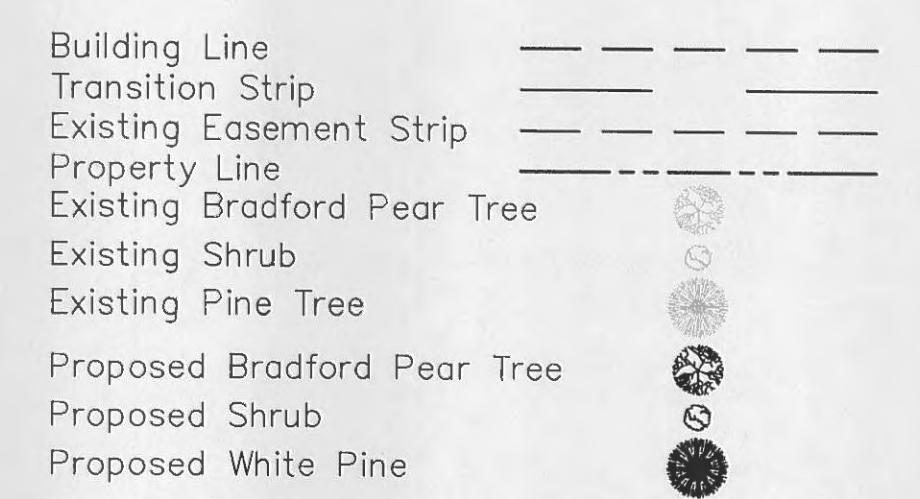 Building Line
Transition Strip
Existing Easement Strip
Property Line
Existing Bradford Pear Tree
Existing Shrub
Existing Pine Tree
Proposed Bradford Pear Tree
Proposed Shrub
Proposed White Pine